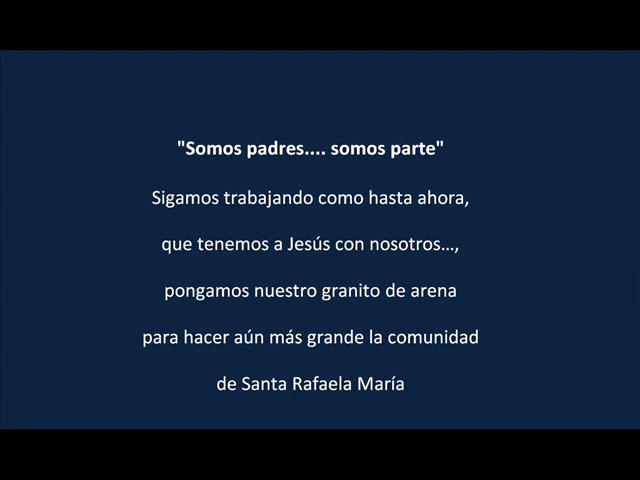 "Somos padres.... somos parte"
Sigamos trabajando como hasta ahora,
que tenemos a Jesús con nosotros...,
pongamos nuestro granito de arena
para hacer aún más grande la comunidad
de Santa Rafaela María